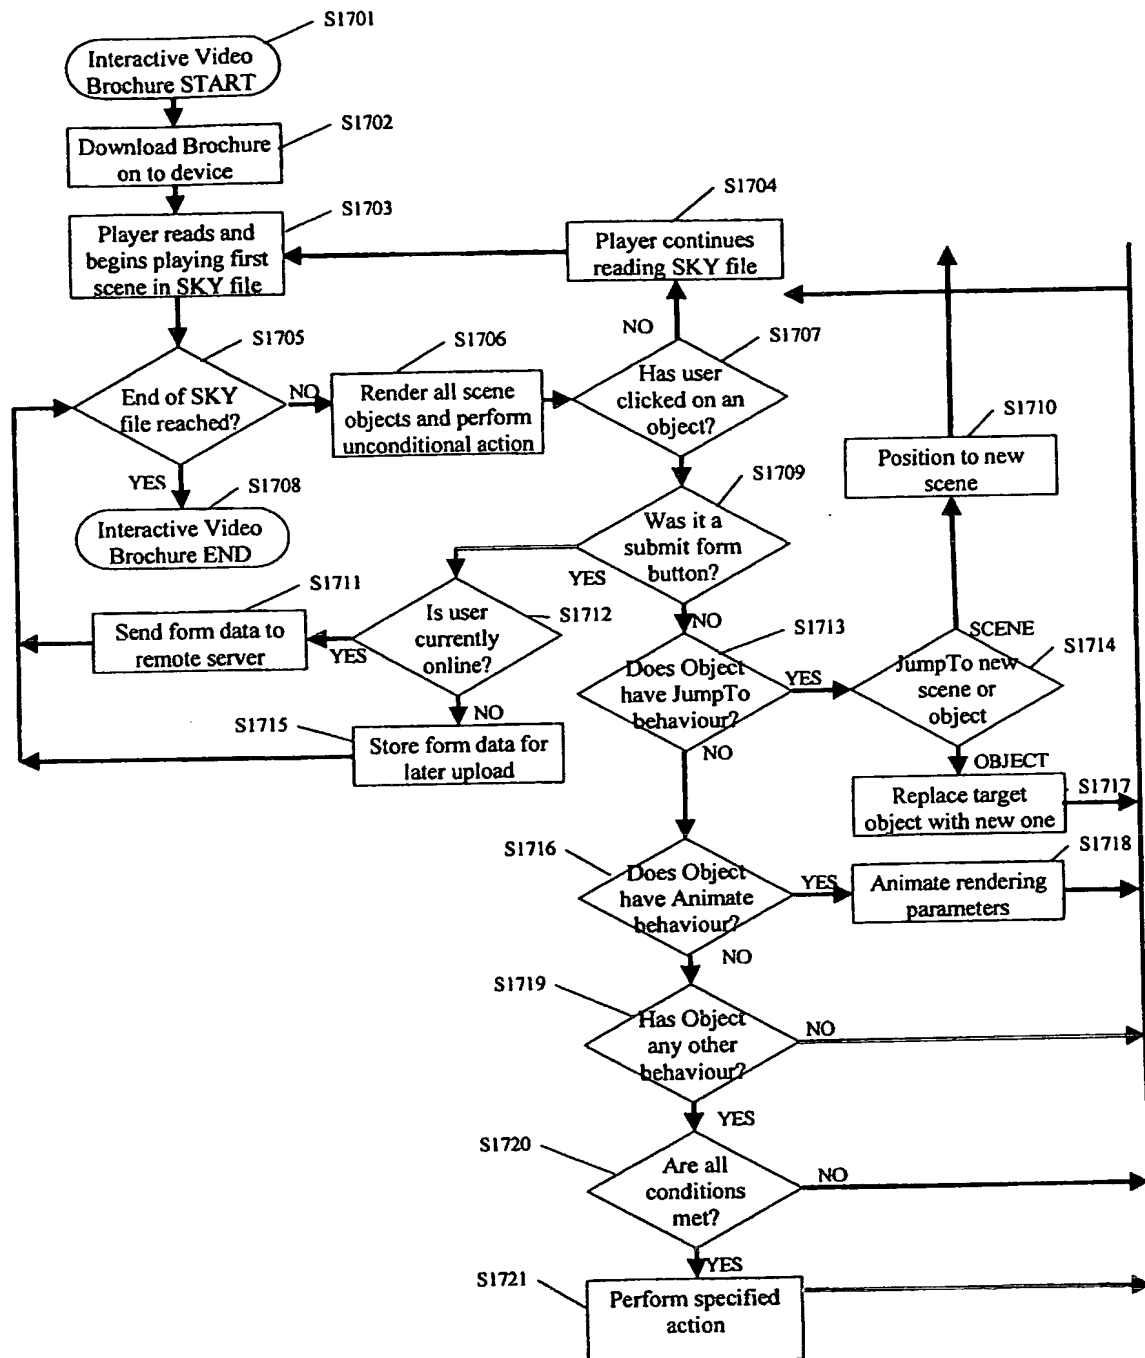 S1701
Interactive Video
Brochure START
S1702
Download Brochure
on to device
S1703
Player reads and
begins playing first
scene in SKY file
S1704
Player continues
reading SKY file
S1705
End of SKY
file reached?
NO
YES
S1706
Render all scene
objects and perform
unconditional action
NO
S1707
Has user
clicked on an
object?
S1708
Interactive Video
Brochure END
S1709
Was it a
submit form
button?
YES
NO
S1710
Position to new
scene
S1711
Send form data to
remote server
S1712
Is user
currently
online?
YES
NO
S1713
Does Object
have JumpTo
behaviour?
YES
NO
SCENE
S1714
JumpTo new
scene or
object
OBJECT
S1715
Store form data for
later upload
S1717
Replace target
object with new one
S1716
Does Object
have Animate
behaviour?
YES
NO
S1718
Animate rendering
parameters
S1719
Has Object
any other
behaviour?
NO
YES
S1720
Are all
conditions
met?
NO
YES
S1721
Perform specified
action